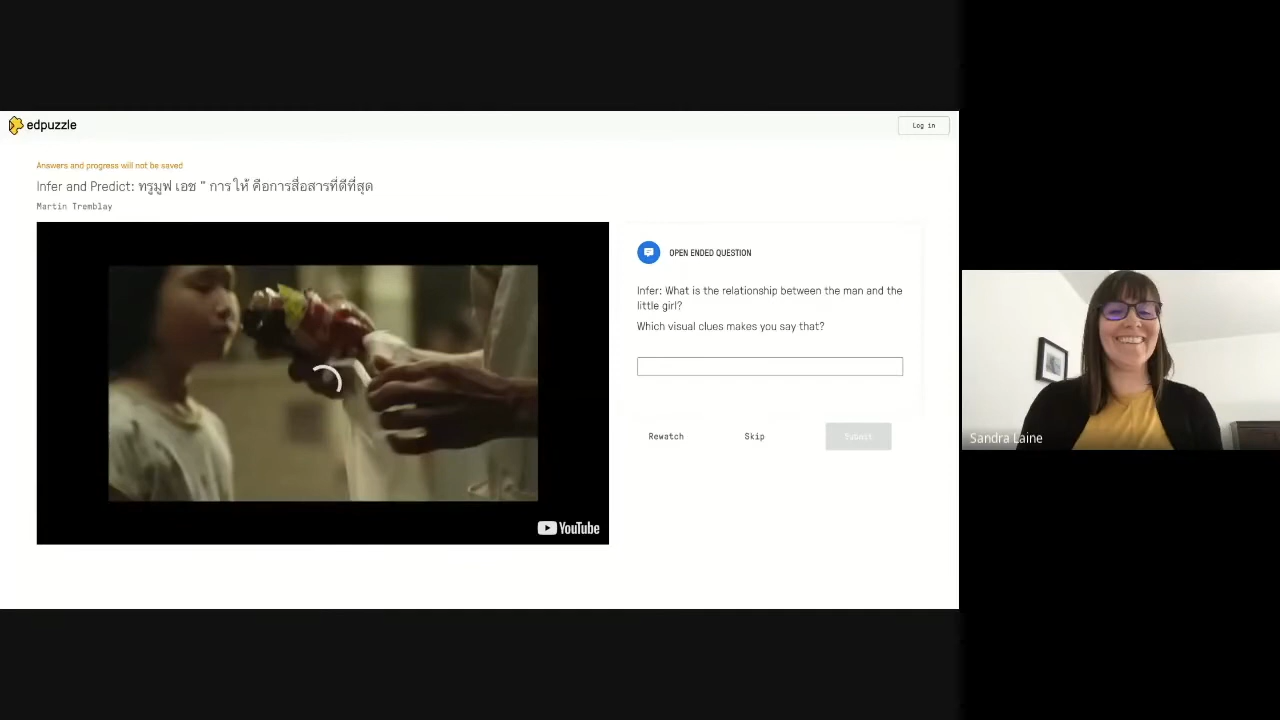 edpuzzle
Log in
Answers and progress will not be saved
Infer and Predict: ทรูมูฟ เอช " การให้ คือการสื่อสารที่ดีที่สุด
Martin Tremblay
OPEN ENDED QUESTION
Infer: What is the relationship between the man and the
little girl?
Which visual clues makes you say that?
Rewatch
Skip
Submit
YouTube
Sandra Laine